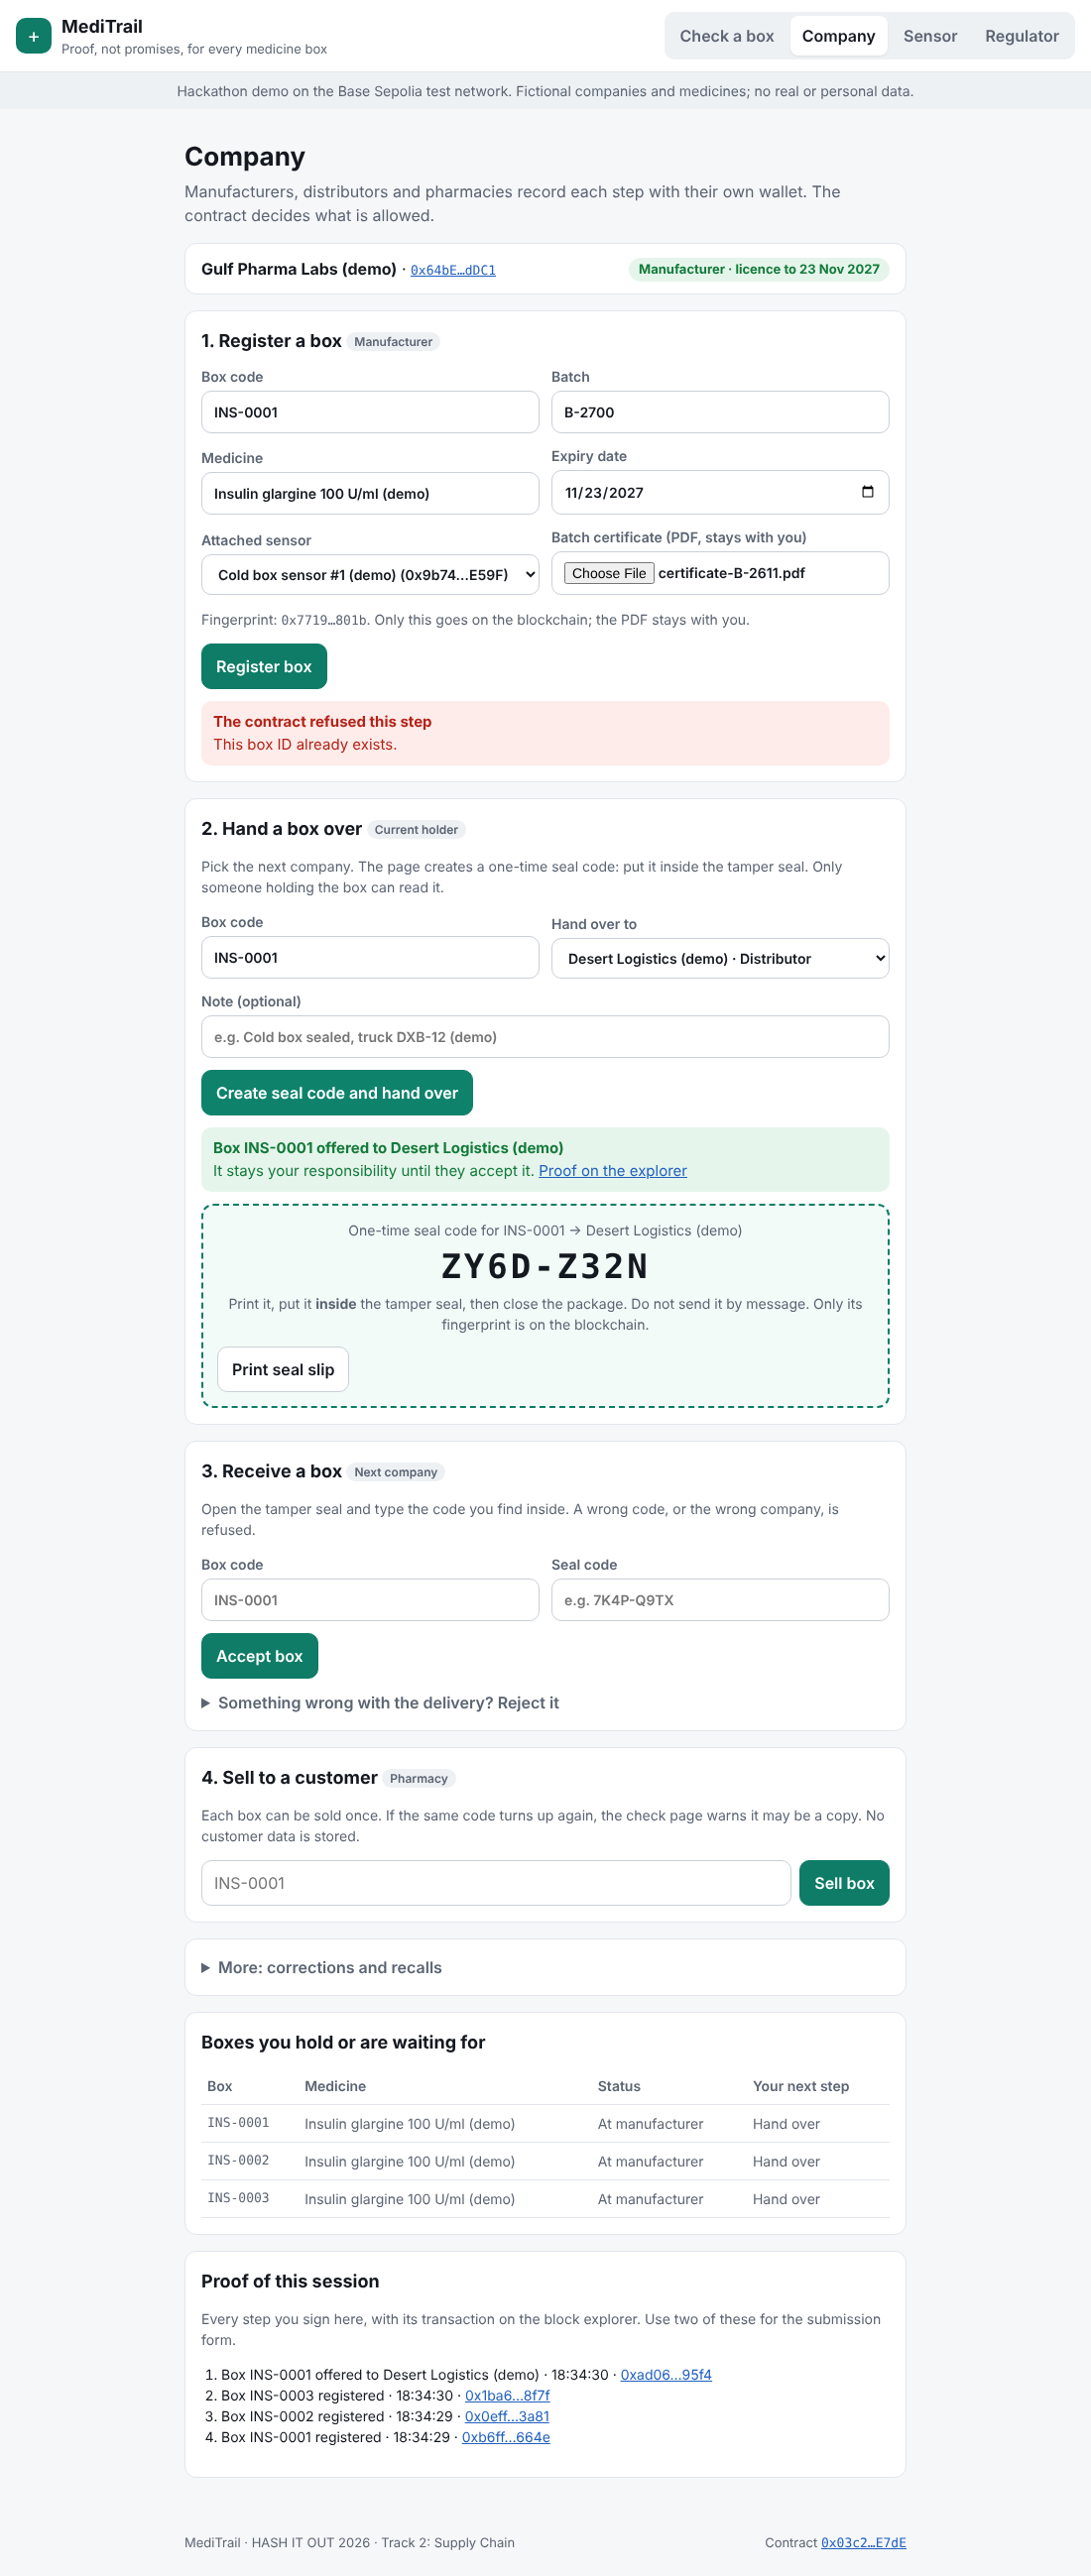 +
MediTrail
Proof, not promises, for every medicine box
Check a box
Company
Sensor
Regulator
Hackathon demo on the Base Sepolia test network. Fictional companies and medicines; no real or personal data.
Company
Manufacturers, distributors and pharmacies record each step with their own wallet. The
contract decides what is allowed.
Gulf Pharma Labs (demo) · 0x64bE…dDC1
Manufacturer · licence to 23 Nov 2027
1. Register a box Manufacturer
Box code
Batch
INS-0001
B-2700
Medicine
Expiry date
Insulin glargine 100 U/ml (demo)
11/23/2027
Attached sensor
Batch certificate (PDF, stays with you)
Cold box sensor #1 (demo) (0x9b74…E59F)
Choose File certificate-B-2611.pdf
Fingerprint: 0x7719…801b. Only this goes on the blockchain; the PDF stays with you.
Register box
The contract refused this step
This box ID already exists.
2. Hand a box over Current holder
Pick the next company. The page creates a one-time seal code: put it inside the tamper seal. Only
someone holding the box can read it.
Box code
Hand over to
INS-0001
Desert Logistics (demo) · Distributor
Note (optional)
e.g. Cold box sealed, truck DXB-12 (demo)
Create seal code and hand over
Box INS-0001 offered to Desert Logistics (demo)
It stays your responsibility until they accept it. Proof on the explorer
One-time seal code for INS-0001 → Desert Logistics (demo)
ZY6D-Z32N
Print it, put it inside the tamper seal, then close the package. Do not send it by message. Only its
fingerprint is on the blockchain.
Print seal slip
3. Receive a box Next company
Open the tamper seal and type the code you find inside. A wrong code, or the wrong company, is
refused.
Box code
Seal code
INS-0001
e.g. 7K4P-Q9TX
Accept box
Something wrong with the delivery? Reject it
4. Sell to a customer Pharmacy
Each box can be sold once. If the same code turns up again, the check page warns it may be a copy. No
customer data is stored.
INS-0001
Sell box
More: corrections and recalls
Boxes you hold or are waiting for
Box Medicine Status Your next step
INS-0001 Insulin glargine 100 U/ml (demo) At manufacturer Hand over
INS-0002 Insulin glargine 100 U/ml (demo) At manufacturer Hand over
INS-0003 Insulin glargine 100 U/ml (demo) At manufacturer Hand over
Proof of this session
Every step you sign here, with its transaction on the block explorer. Use two of these for the submission
form.
1. Box INS-0001 offered to Desert Logistics (demo) · 18:34:30 · 0xad06…95f4
2. Box INS-0003 registered · 18:34:30 · 0x1ba6…8f7f
3. Box INS-0002 registered · 18:34:29 · 0x0eff…3a81
4. Box INS-0001 registered · 18:34:29 · 0xb6ff…664e
MediTrail · HASH IT OUT 2026 · Track 2: Supply Chain
Contract 0x03c2…E7dE